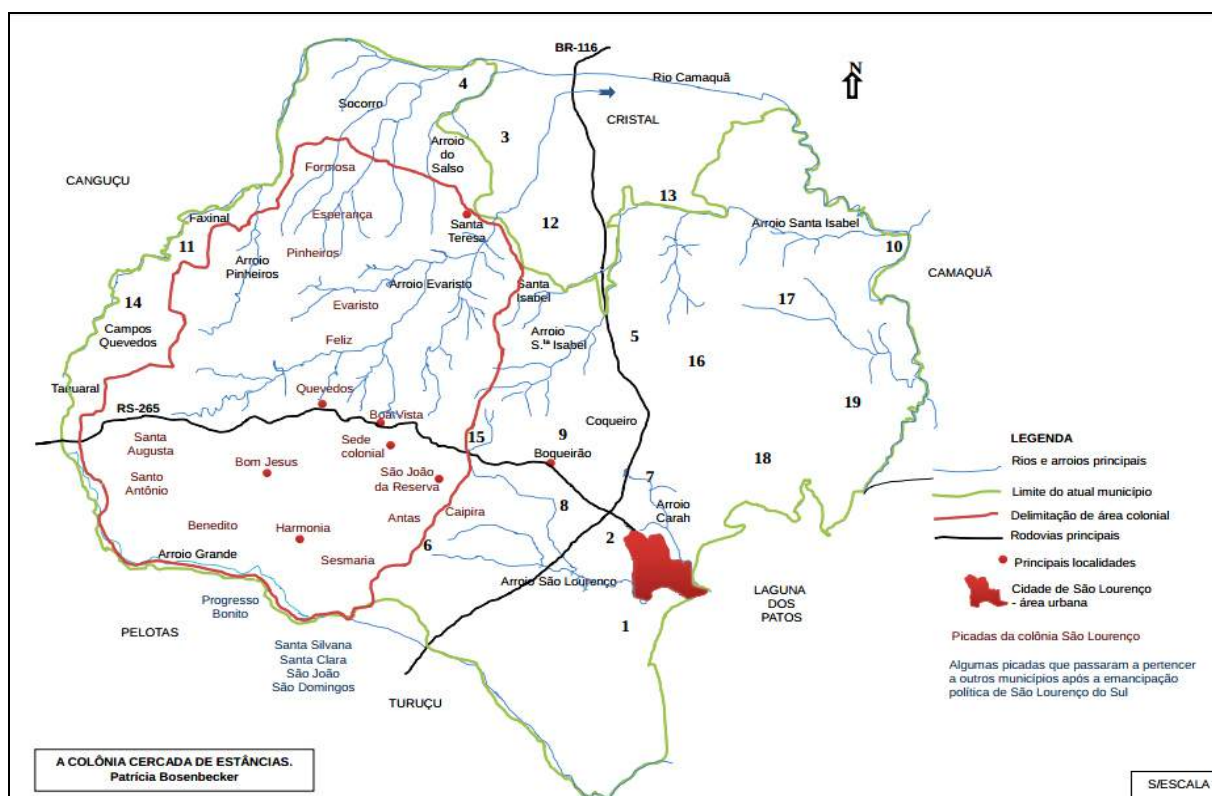 BR-116
N
Rio Camaquã
4
Socorro
3
CRISTAL
Arroio
do
Salso
Formosa
CANGUÇU
Faxinal
Esperança
13
12
Santa
Teresa
Arroio Santa Isabel
11
Pinheiros
Arroio
Pinheiros
10
CAMAQUÃ
Arroio Evaristo
Santa
Isabel
14
Campos
Quevedos
Evaristo
17
Feliz
Arroio
S.ta Isabel
5
16
Taquaral
Quevedos
RS-265
Boa Vista
19
Coqueiro
Santa
Augusta
Sede
colonial
15
9
Boqueirão
Bom Jesus
Santo
Antônio
São João
da Reserva
18
7
Arroio
Carah
8
Benedito
Harmonia
Antas
Caipira
6
2
Arroio Grande
Sesmaria
Arroio São Lourenço
LAGUNA
DOS
PATOS
Progresso
Bonito
PELOTAS
1
Santa Silvana
Santa Clara
São João
São Domingos
TURUÇU
LEGENDA
Rios e arroios principais
Limite do atual município
Delimitação de área colonial
Rodovias principais
Principais localidades
Cidade de São Lourenço
- área urbana
Picadas da colônia São Lourenço
Algumas picadas que passaram a pertencer
a outros municípios após a emancipação
política de São Lourenço do Sul
A COLÔNIA CERCADA DE ESTÂNCIAS.
Patrícia Bosenbecker
S/ESCALA